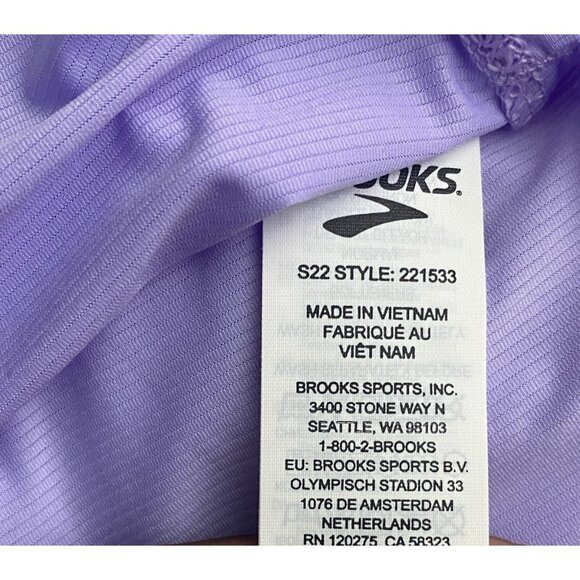 OOKS.
S22 STYLE: 221533
MADE IN VIETNAM
FABRIQUÉ AU
VIÊT NAM
BROOKS SPORTS, INC.
3400 STONE WAY N
SEATTLE, WA 98103
1-800-2-BROOKS
EU: BROOKS SPORTS B.V.
OLYMPISCH STADION 33
1076 DE AMSTERDAM
NETHERLANDS
RN 120275 CA 58323